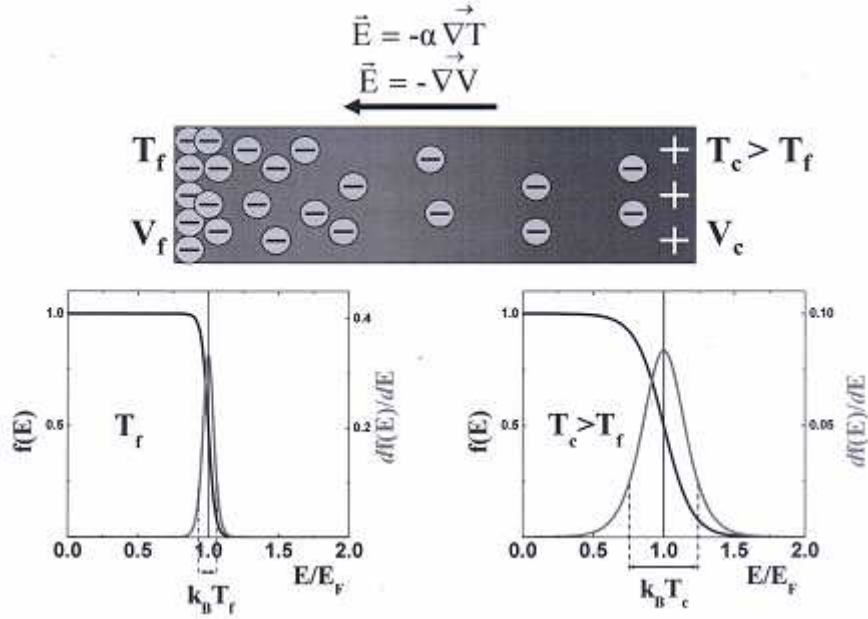 E⃗ = -α ∇⃗T
E⃗ = -∇⃗V
T_f
T_c > T_f
V_f
V_c
1.0
0.5
f(E)
T_f
0.4
0.2
df(E)/dE
0.0 0.5 1.0 1.5 2.0
E/E_F
k_B T_f
1.0
0.5
f(E)
T_c>T_f
0.10
0.05
0.00
df(E)/dE
0.0 0.5 1.0 1.5 2.0
E/E_F
k_B T_c